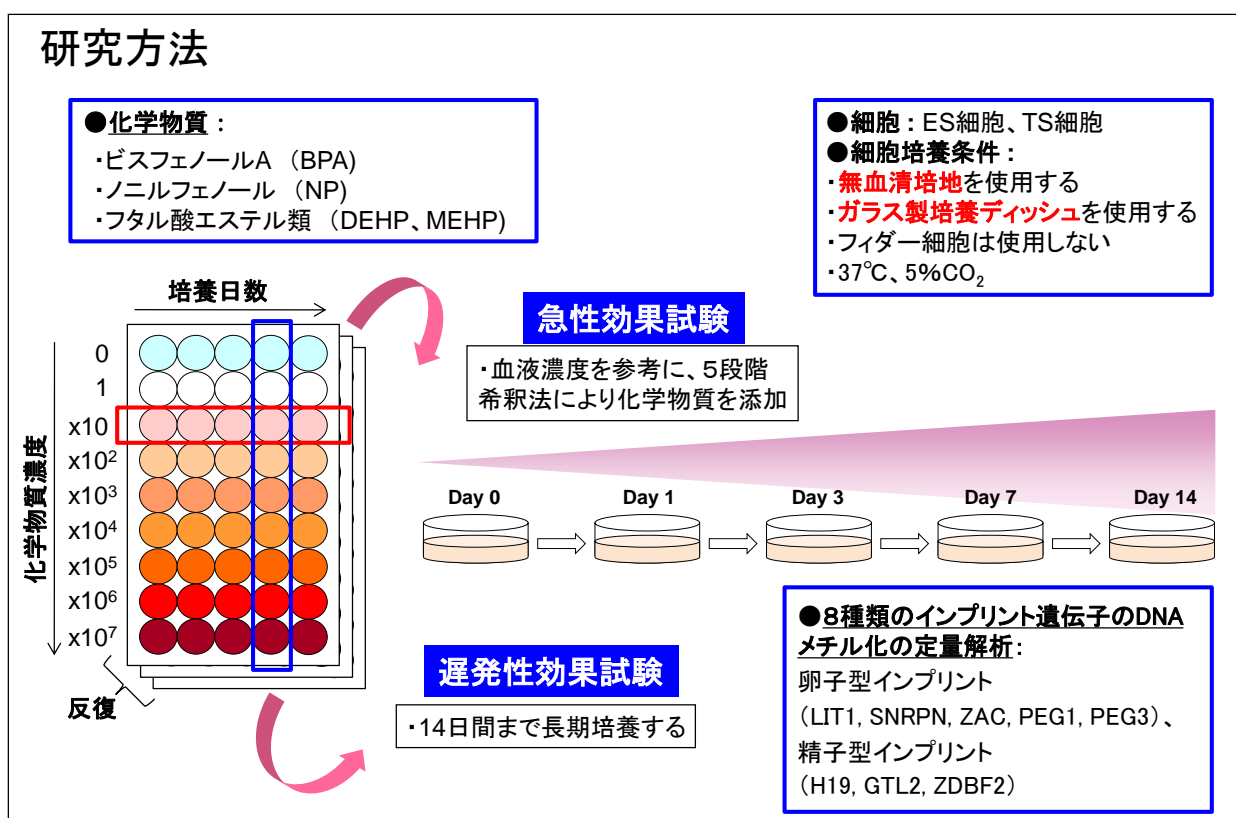 研究方法
●化学物質：
・ビスフェノールA （BPA）
・ノニルフェノール （NP）
・フタル酸エステル類 （DEHP、MEHP）
●細胞：ES細胞、TS細胞
●細胞培養条件：
・無血清培地を使用する
・ガラス製培養ディッシュを使用する
・フィダー細胞は使用しない
・37℃、5%CO₂
培養日数
化学物質濃度
0
1
x10
x10²
x10³
x10⁴
x10⁵
x10⁶
x10⁷
反復
急性効果試験
・血液濃度を参考に、５段階
希釈法により化学物質を添加
Day 0
Day 1
Day 3
Day 7
Day 14
遅発性効果試験
・14日間まで長期培養する
●８種類のインプリント遺伝子のDNA
メチル化の定量解析：
卵子型インプリント
（LIT1, SNRPN, ZAC, PEG1, PEG3）、
精子型インプリント
（H19, GTL2, ZDBF2）